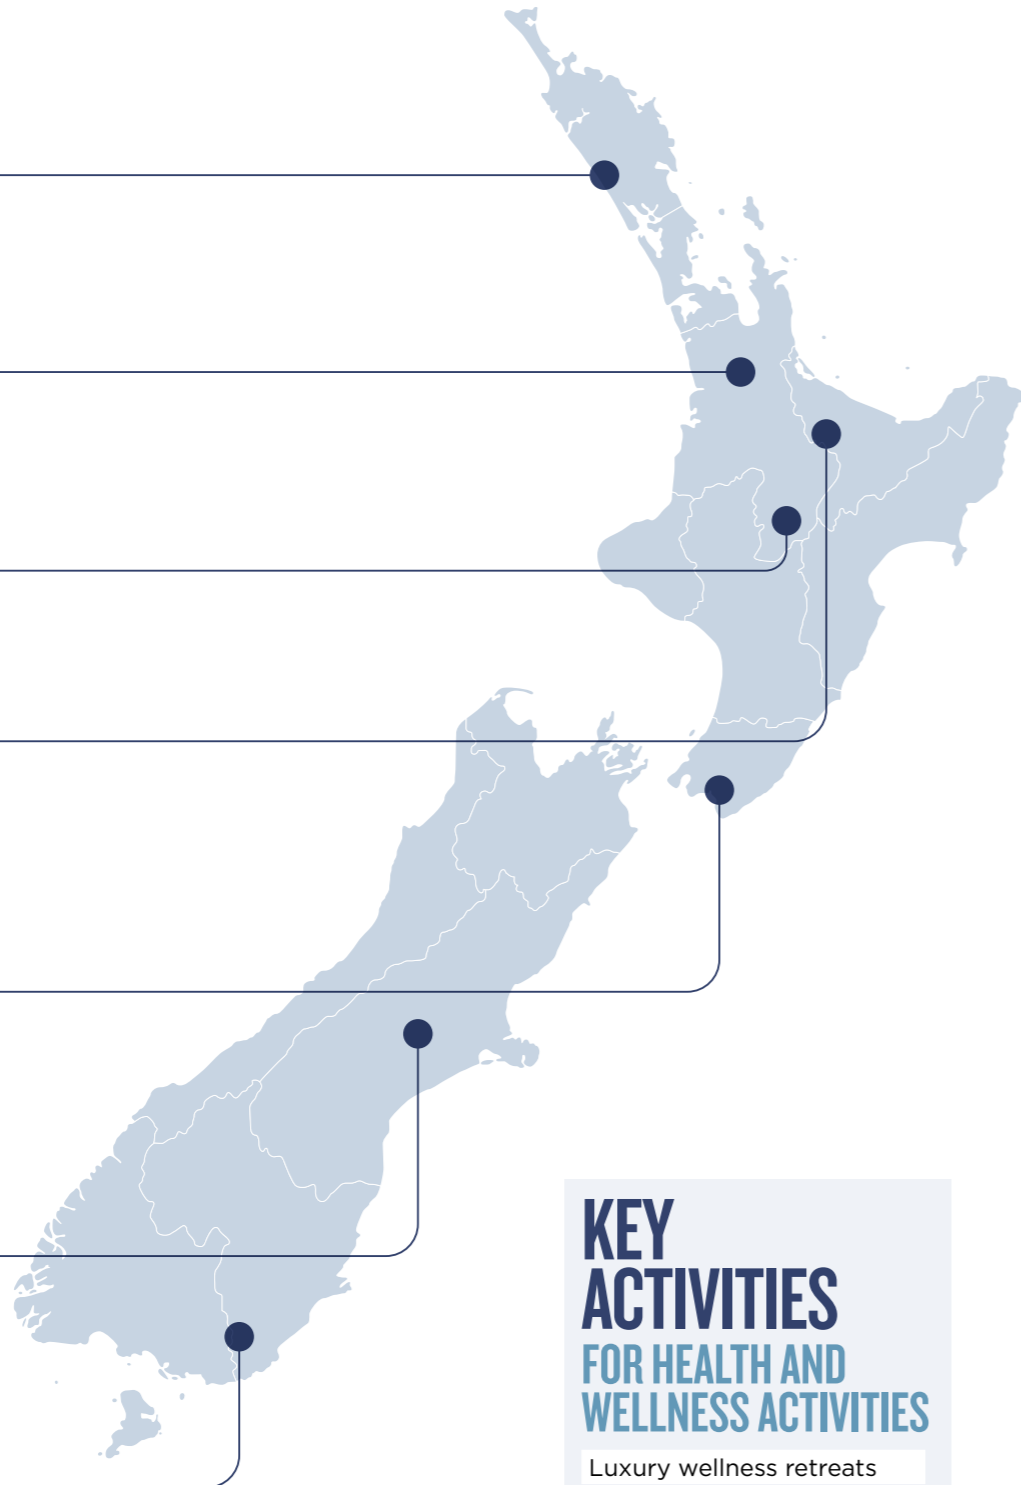 KEY
ACTIVITIES
FOR HEALTH AND
WELLNESS ACTIVITIES
Luxury wellness retreats